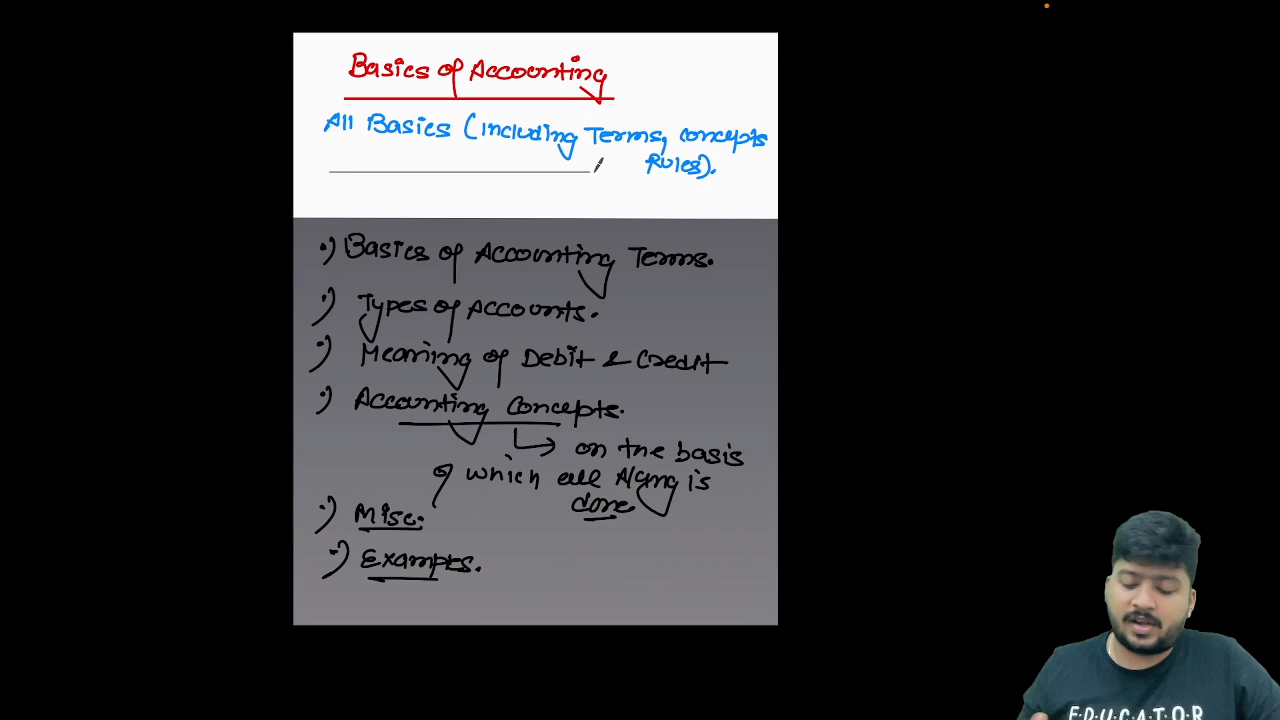 Basics of Accounting
All Basics (including Terms, concepts
Rules).
·) Basics of Accounting Terms.
·) Types of Accounts.
·) Meaning of Debit & Credit
·) Accounting Concepts.
↳ on the basis
of which all A/cing is
done
·) Misc.
·) Examples.
E·D·U·C·A·T·O·R